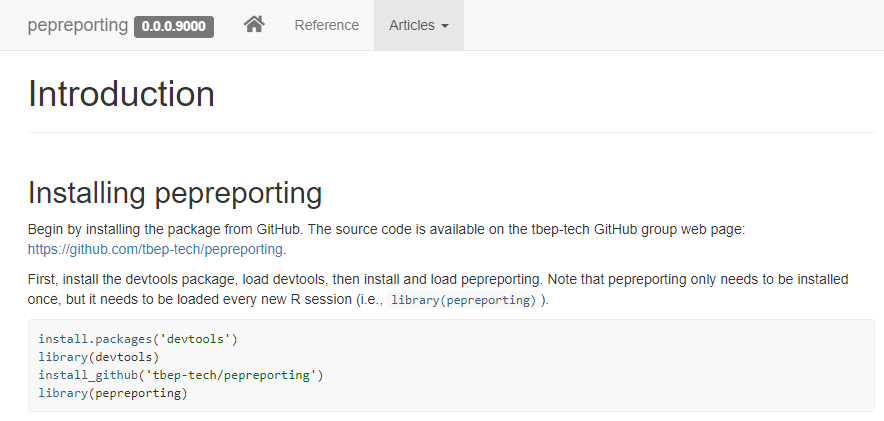 pepreporting 0.0.0.9000 Reference Articles
Introduction
Installing pepreporting
Begin by installing the package from GitHub. The source code is available on the tbep-tech GitHub group web page:
https://github.com/tbep-tech/pepreporting.
First, install the devtools package, load devtools, then install and load pepreporting. Note that pepreporting only needs to be installed
once, but it needs to be loaded every new R session (i.e., library(pepreporting) ).
install.packages('devtools')
library(devtools)
install_github('tbep-tech/pepreporting')
library(pepreporting)